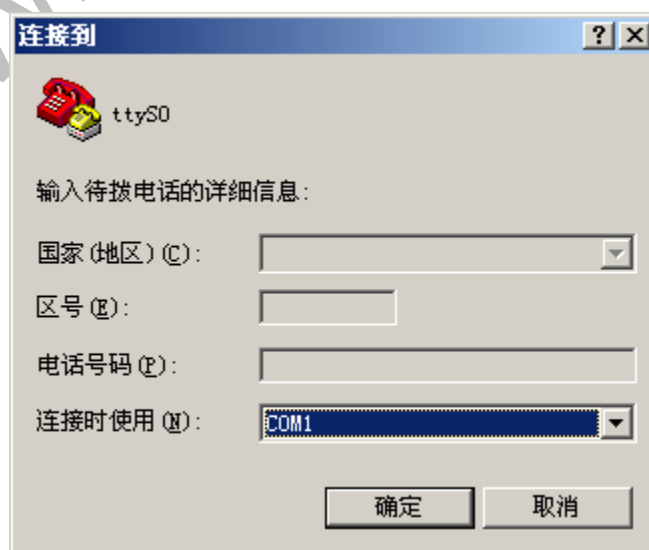 连接到
ttyS0
输入待拨电话的详细信息:
国家(地区)(C):
区号(E):
电话号码(P):
连接时使用(N): COM1
确定 取消